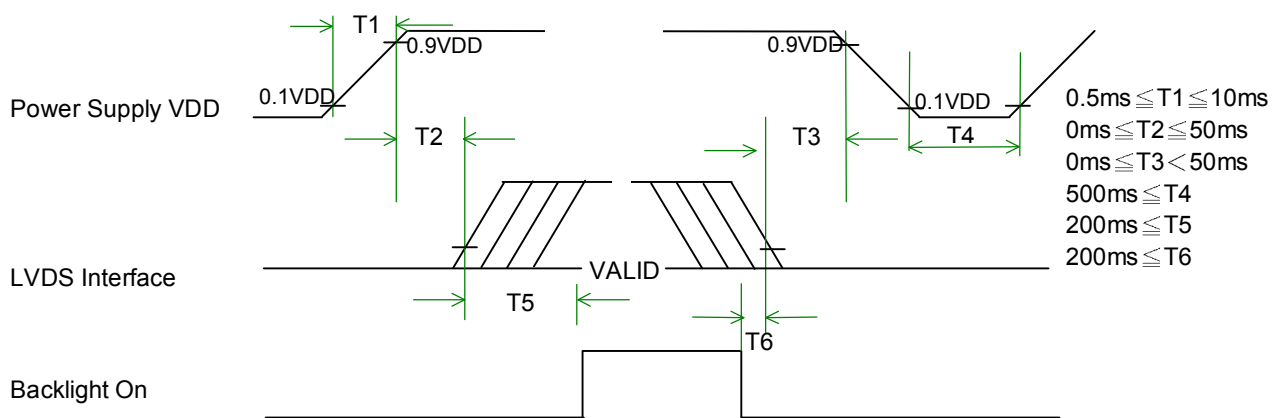 T1
0.9VDD
0.9VDD
Power Supply VDD
0.1VDD
0.1VDD
T2
T3
T4
0.5ms≦T1≦10ms
0ms≦T2≦50ms
0ms≦T3<50ms
500ms≦T4
200ms≦T5
200ms≦T6
LVDS Interface
VALID
T5
T6
Backlight On